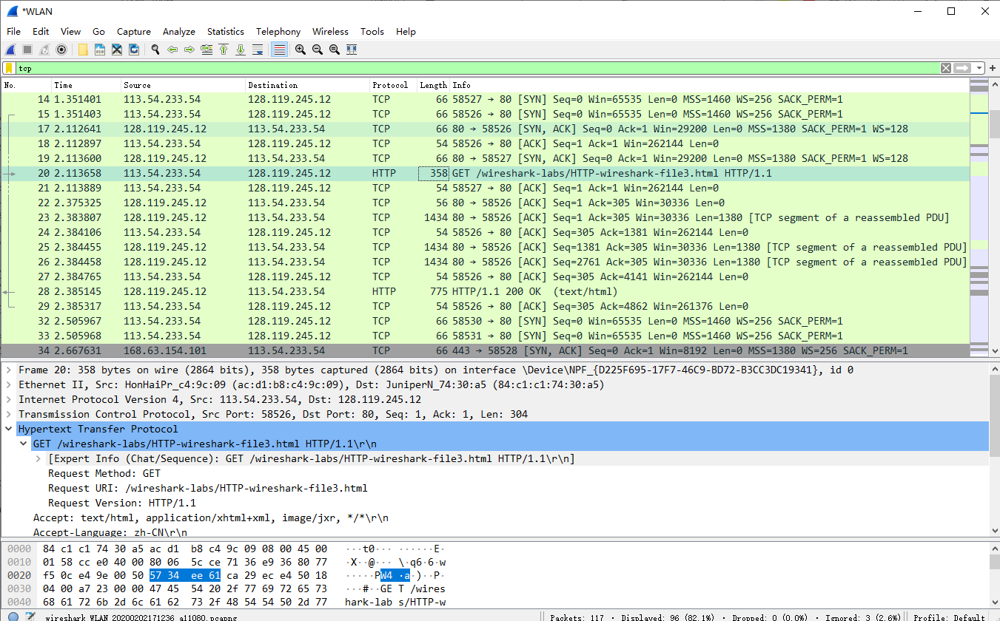 *WLAN
File Edit View Go Capture Analyze Statistics Telephony Wireless Tools Help
tcp
No. Time Source Destination Protocol Length Info
14 1.351401 113.54.233.54 128.119.245.12 TCP 66 58527 → 80 [SYN] Seq=0 Win=65535 Len=0 MSS=1460 WS=256 SACK_PERM=1
15 1.351403 113.54.233.54 128.119.245.12 TCP 66 58526 → 80 [SYN] Seq=0 Win=65535 Len=0 MSS=1460 WS=256 SACK_PERM=1
17 2.112641 128.119.245.12 113.54.233.54 TCP 66 80 → 58526 [SYN, ACK] Seq=0 Ack=1 Win=29200 Len=0 MSS=1380 SACK_PERM=1 WS=128
18 2.112897 113.54.233.54 128.119.245.12 TCP 54 58526 → 80 [ACK] Seq=1 Ack=1 Win=262144 Len=0
19 2.113600 128.119.245.12 113.54.233.54 TCP 66 80 → 58527 [SYN, ACK] Seq=0 Ack=1 Win=29200 Len=0 MSS=1380 SACK_PERM=1 WS=128
20 2.113658 113.54.233.54 128.119.245.12 HTTP 358 GET /wireshark-labs/HTTP-wireshark-file3.html HTTP/1.1
21 2.113889 113.54.233.54 128.119.245.12 TCP 54 58527 → 80 [ACK] Seq=1 Ack=1 Win=262144 Len=0
22 2.375325 128.119.245.12 113.54.233.54 TCP 56 80 → 58526 [ACK] Seq=1 Ack=305 Win=30336 Len=0
23 2.383807 128.119.245.12 113.54.233.54 TCP 1434 80 → 58526 [ACK] Seq=1 Ack=305 Win=30336 Len=1380 [TCP segment of a reassembled PDU]
24 2.384106 113.54.233.54 128.119.245.12 TCP 54 58526 → 80 [ACK] Seq=305 Ack=1381 Win=262144 Len=0
25 2.384455 128.119.245.12 113.54.233.54 TCP 1434 80 → 58526 [ACK] Seq=1381 Ack=305 Win=30336 Len=1380 [TCP segment of a reassembled PDU]
26 2.384458 128.119.245.12 113.54.233.54 TCP 1434 80 → 58526 [ACK] Seq=2761 Ack=305 Win=30336 Len=1380 [TCP segment of a reassembled PDU]
27 2.384765 113.54.233.54 128.119.245.12 TCP 54 58526 → 80 [ACK] Seq=305 Ack=4141 Win=262144 Len=0
28 2.385145 128.119.245.12 113.54.233.54 HTTP 775 HTTP/1.1 200 OK (text/html)
29 2.385317 113.54.233.54 128.119.245.12 TCP 54 58526 → 80 [ACK] Seq=305 Ack=4862 Win=261376 Len=0
32 2.505967 113.54.233.54 128.119.245.12 TCP 66 58530 → 80 [SYN] Seq=0 Win=65535 Len=0 MSS=1460 WS=256 SACK_PERM=1
33 2.505968 113.54.233.54 128.119.245.12 TCP 66 58531 → 80 [SYN] Seq=0 Win=65535 Len=0 MSS=1460 WS=256 SACK_PERM=1
34 2.667631 168.63.154.101 113.54.233.54 TCP 66 443 → 58528 [SYN, ACK] Seq=0 Ack=1 Win=8192 Len=0 MSS=1380 WS=256 SACK_PERM=1
Frame 20: 358 bytes on wire (2864 bits), 358 bytes captured (2864 bits) on interface \Device\NPF_{D225F695-17F7-46C9-BD72-B3CC3DC19341}, id 0
Ethernet II, Src: HonHaiPr_c4:9c:09 (ac:d1:b8:c4:9c:09), Dst: JuniperN_74:30:a5 (84:c1:c1:74:30:a5)
Internet Protocol Version 4, Src: 113.54.233.54, Dst: 128.119.245.12
Transmission Control Protocol, Src Port: 58526, Dst Port: 80, Seq: 1, Ack: 1, Len: 304
Hypertext Transfer Protocol
GET /wireshark-labs/HTTP-wireshark-file3.html HTTP/1.1\r\n
[Expert Info (Chat/Sequence): GET /wireshark-labs/HTTP-wireshark-file3.html HTTP/1.1\r\n]
Request Method: GET
Request URI: /wireshark-labs/HTTP-wireshark-file3.html
Request Version: HTTP/1.1
Accept: text/html, application/xhtml+xml, image/jxr, */*\r\n
Accept-Language: zh-CN\r\n
0000 84 c1 c1 74 30 a5 ac d1 b8 c4 9c 09 08 00 45 00 ···t0··· ······E·
0010 01 58 cc e0 40 00 80 06 5c ce 71 36 e9 36 80 77 ·X··@··· \·q6·6·w
0020 f5 0c e4 9e 00 50 57 34 ee 61 ca 29 ec e4 50 18 ·····PW4 ·a·)··P·
0030 04 00 a7 23 00 00 47 45 54 20 2f 77 69 72 65 73 ···#··GE T /wires
0040 68 61 72 6b 2d 6c 61 62 73 2f 48 54 54 50 2d 77 hark-lab s/HTTP-w
wireshark_WLAN_20200202171236_a11080.pcapng Packets: 117 · Displayed: 96 (82.1%) · Dropped: 0 (0.0%) · Ignored: 3 (2.6%) Profile: Default